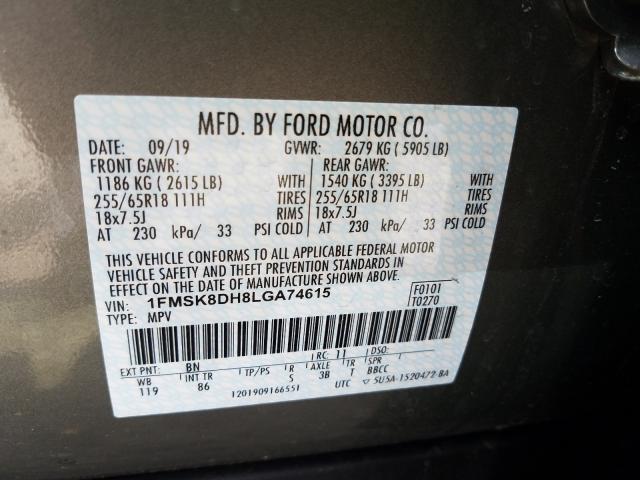 MFD. BY FORD MOTOR CO.
DATE: 09/19 GVWR: 2679 KG ( 5905 LB)
FRONT GAWR: REAR GAWR:
1186 KG ( 2615 LB) WITH 1540 KG ( 3395 LB) WITH
255/65R18 111H TIRES 255/65R18 111H TIRES
18x7.5J RIMS 18x7.5J RIMS
AT 230 kPa/ 33 PSI COLD AT 230 kPa/ 33 PSI COLD
THIS VEHICLE CONFORMS TO ALL APPLICABLE FEDERAL MOTOR
VEHICLE SAFETY AND THEFT PREVENTION STANDARDS IN
EFFECT ON THE DATE OF MANUFACTURE SHOWN ABOVE.
VIN: 1FMSK8DH8LGA74615 F0101
TYPE: MPV T0270
EXT PNT: BN RC: 11 DSO:
WB INT TR TP/PS R AXLE TR SPR
119 86 S 3B T BBCC
1201909166551 UTC 5U5A-1520472-BA